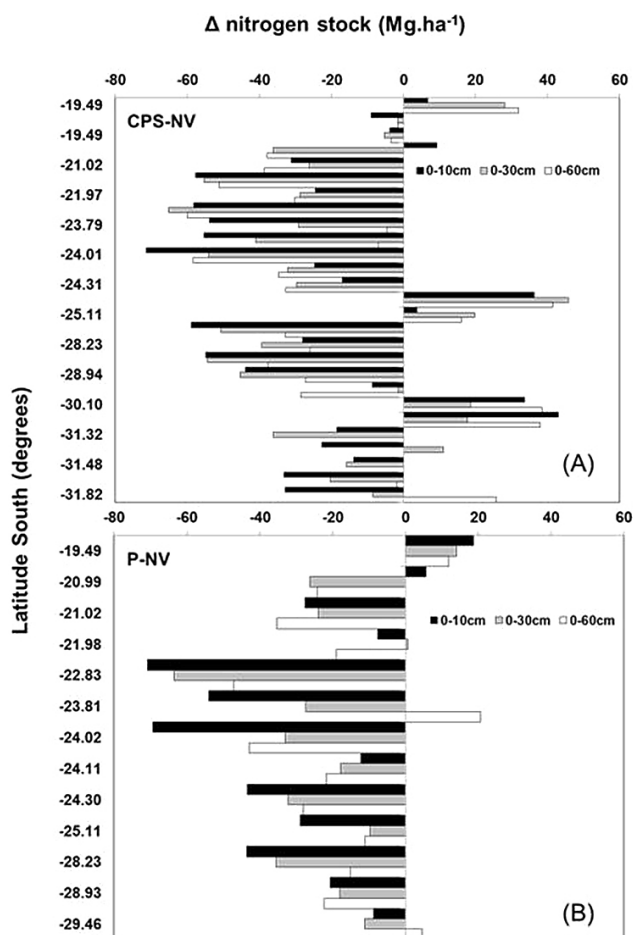 Δ nitrogen stock (Mg.ha-1)
-80 -60 -40 -20 0 20 40 60
CPS-NV
0-10cm 0-30cm 0-60cm
-19.49
-19.49
-21.02
-21.97
-23.79
-24.01
-24.31
-25.11
-28.23
-28.94
-30.10
-31.32
-31.48
-31.82
(A)
Latitude South (degrees)
-80 -60 -40 -20 0 20 40 60
P-NV
0-10cm 0-30cm 0-60cm
-19.49
-20.99
-21.02
-21.98
-22.83
-23.81
-24.02
-24.11
-24.30
-25.11
-28.23
-28.93
-29.46
(B)